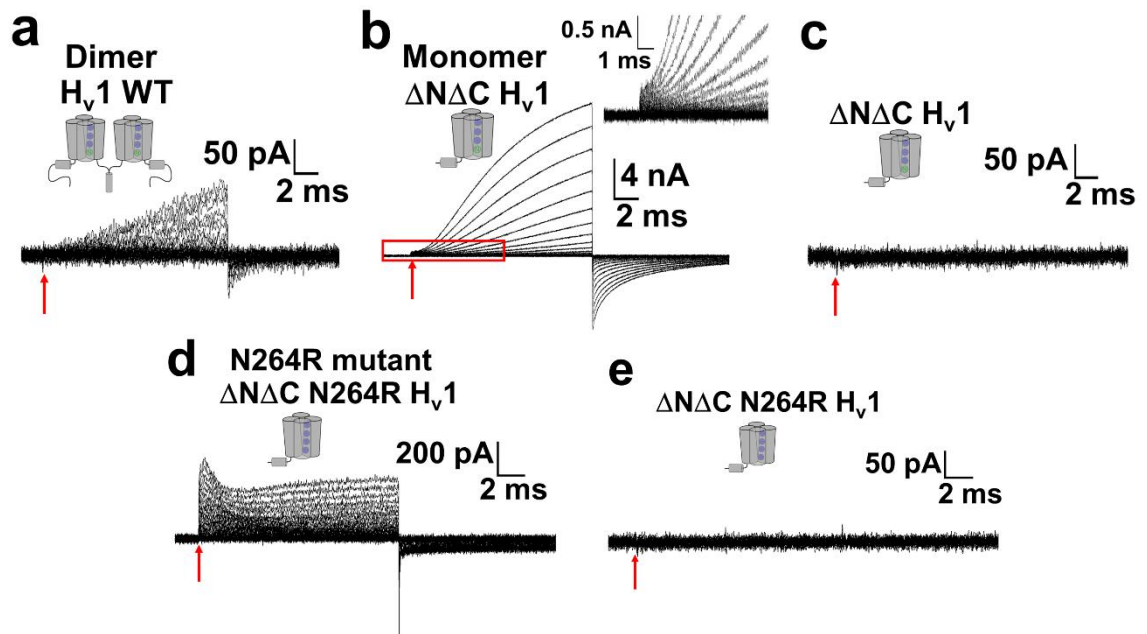 a
Dimer
Hv1 WT
50 pA
2 ms
b
Monomer
ΔNΔC Hv1
0.5 nA
1 ms
4 nA
2 ms
c
ΔNΔC Hv1
50 pA
2 ms
d
N264R mutant
ΔNΔC N264R Hv1
200 pA
2 ms
e
ΔNΔC N264R Hv1
50 pA
2 ms